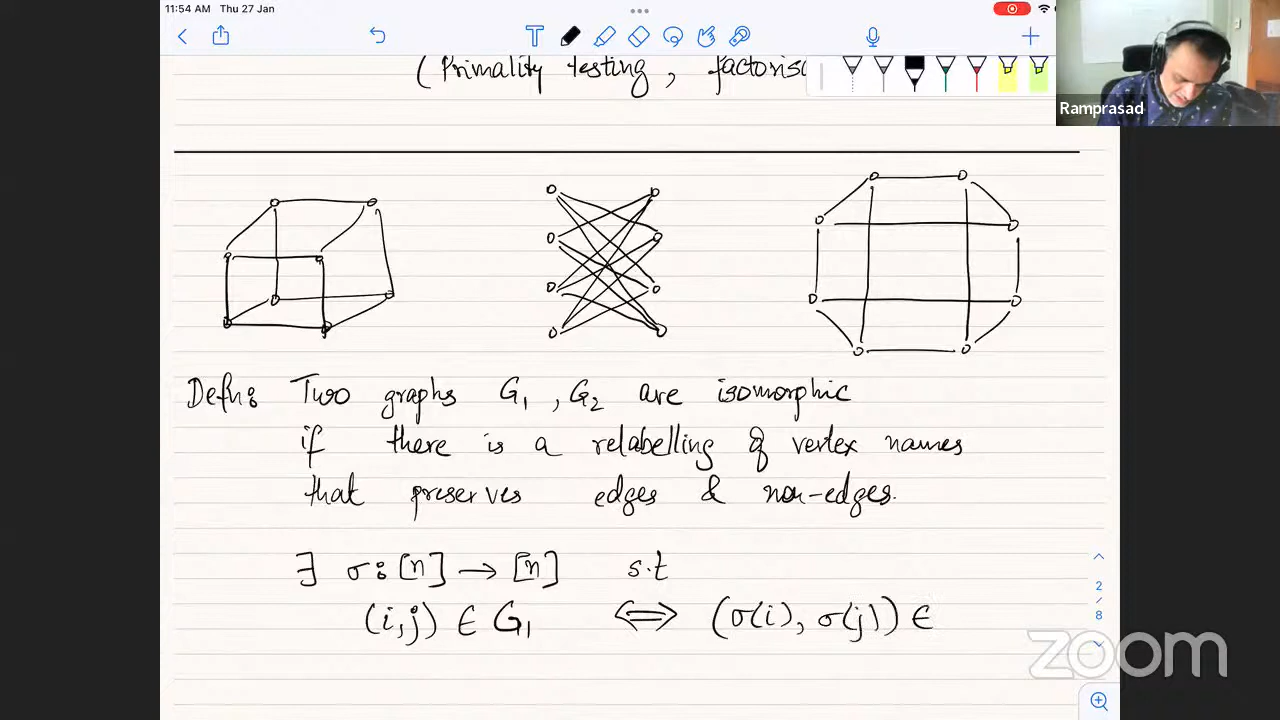 11:54 AM Thu 27 Jan
Ramprasad
(Primality testing, factoris
Defn: Two graphs G₁, G₂ are isomorphic
if there is a relabelling of vertex names
that preserves edges & non-edges.
∃ σ: [n] → [n] s.t
(i,j) ∈ G₁ ⟺ (σ(i), σ(j)) ∈
2
/
8
zoom